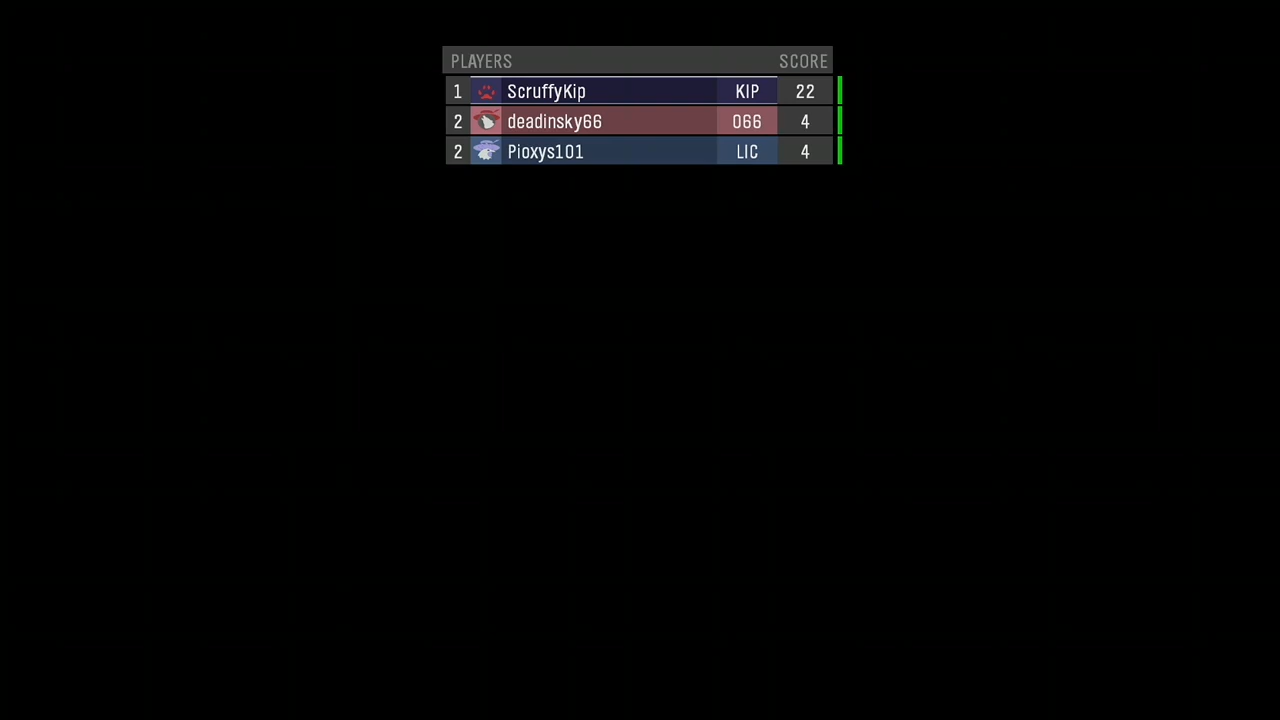 PLAYERS SCORE
1 ScruffyKip KIP 22
2 deadinsky66 066 4
2 Pioxys101 LIC 4